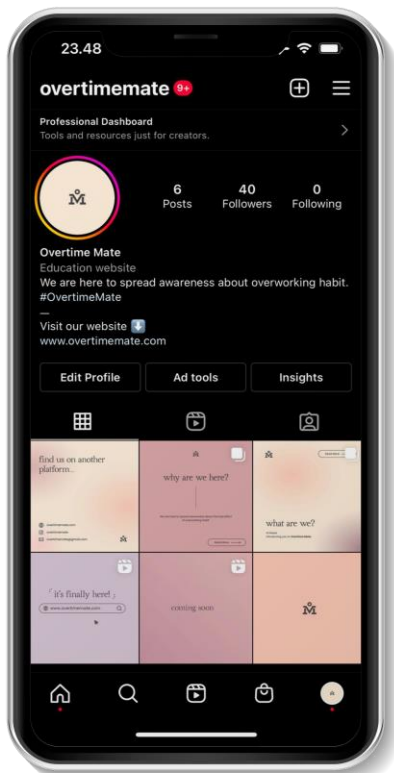 23.48
overtimemate 9+
Professional Dashboard
Tools and resources just for creators.
6 40 0
Posts Followers Following
Overtime Mate
Education website
We are here to spread awareness about overworking habit.
#OvertimeMate
—
Visit our website ⬇️
www.overtimemate.com
Edit Profile Ad tools Insights
find us on another
platform...
overtimemate.com
overtimemate
why are we here?
what are we?
「it's finally here!」
www.overtimemate.com
coming soon